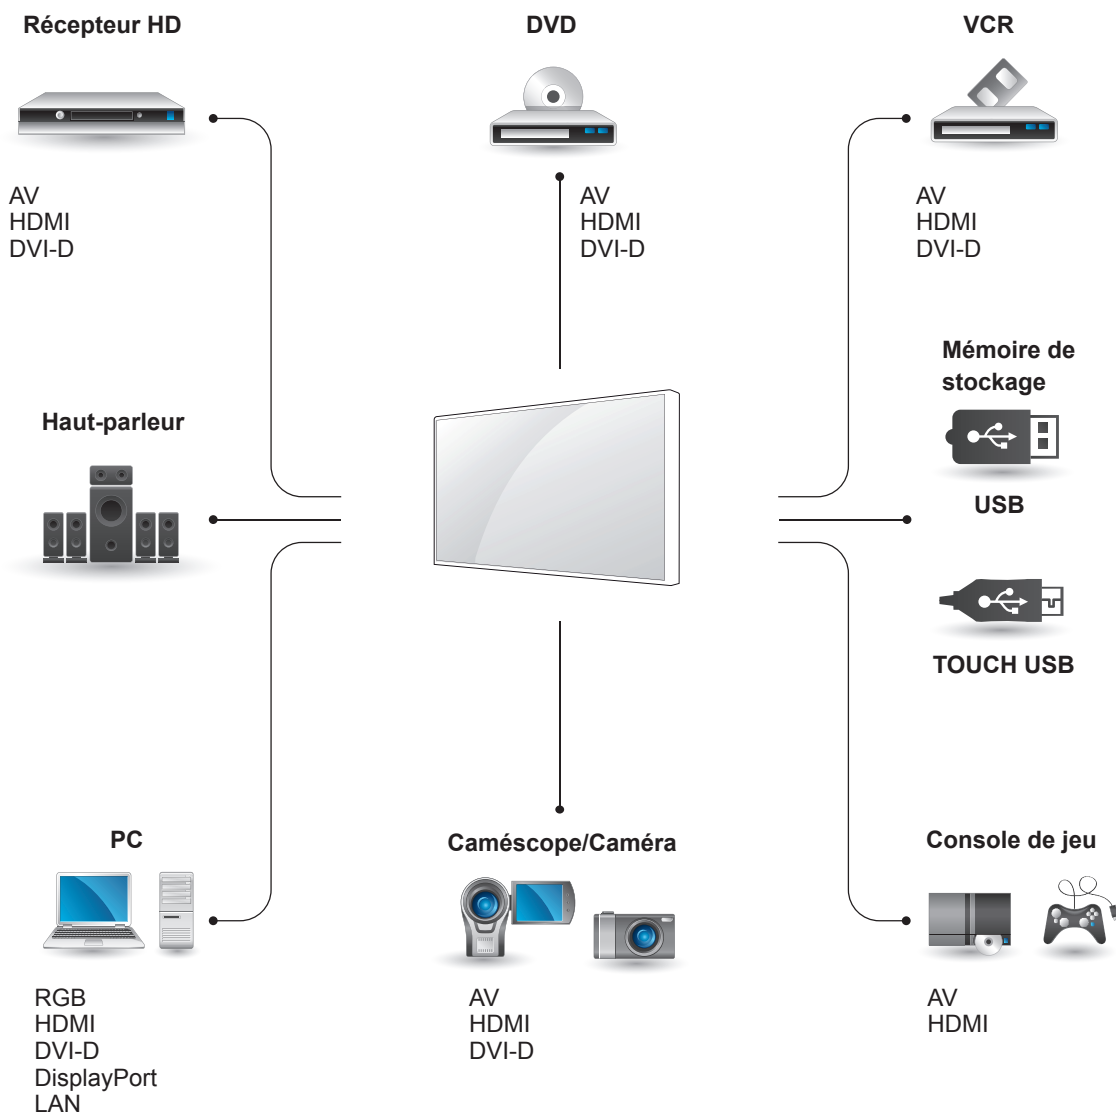 Récepteur HD
AV
HDMI
DVI-D
DVD
AV
HDMI
DVI-D
VCR
AV
HDMI
DVI-D
Haut-parleur
Mémoire de
stockage
USB
TOUCH USB
PC
RGB
HDMI
DVI-D
DisplayPort
LAN
Caméscope/Caméra
AV
HDMI
DVI-D
Console de jeu
AV
HDMI